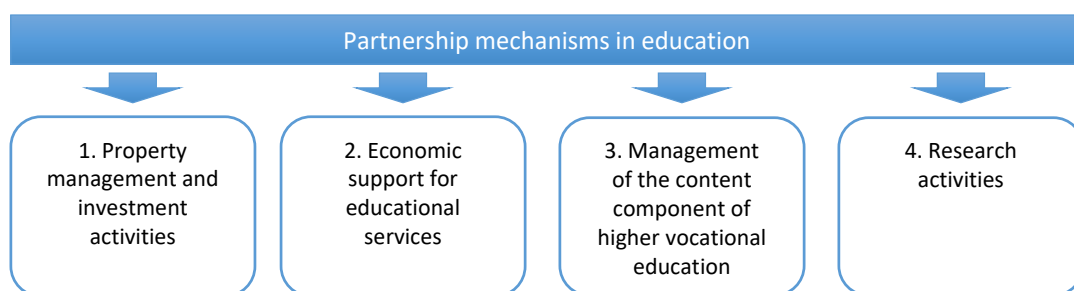 Partnership mechanisms in education
1. Property
management and
investment
activities
2. Economic
support for
educational
services
3. Management
of the content
component of
higher vocational
education
4. Research
activities